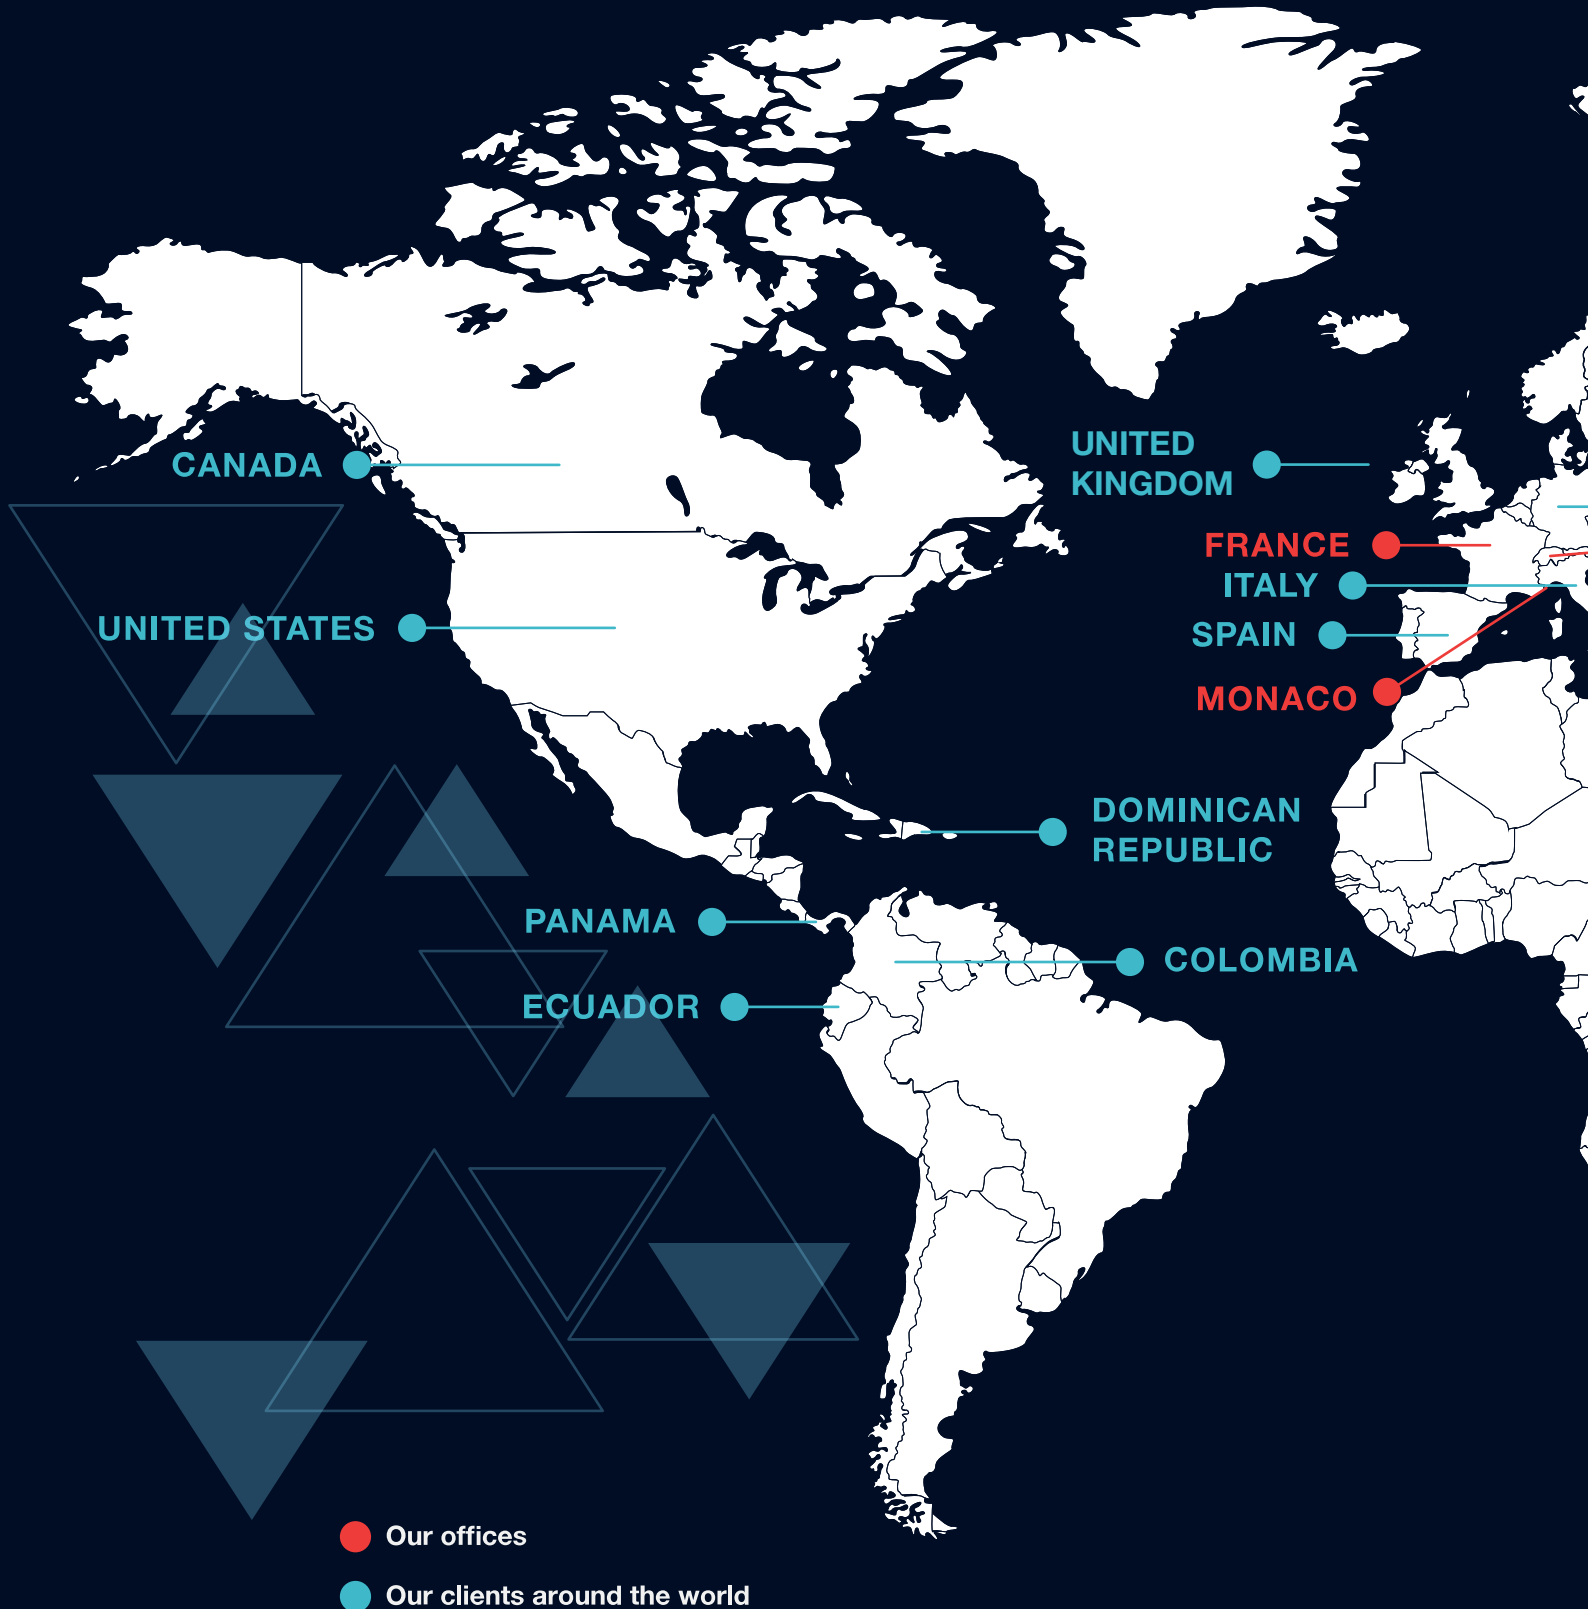 CANADA
UNITED
KINGDOM
FRANCE
ITALY
UNITED STATES
SPAIN
MONACO
DOMINICAN
REPUBLIC
PANAMA
COLOMBIA
ECUADOR
Our offices
Our clients around the world